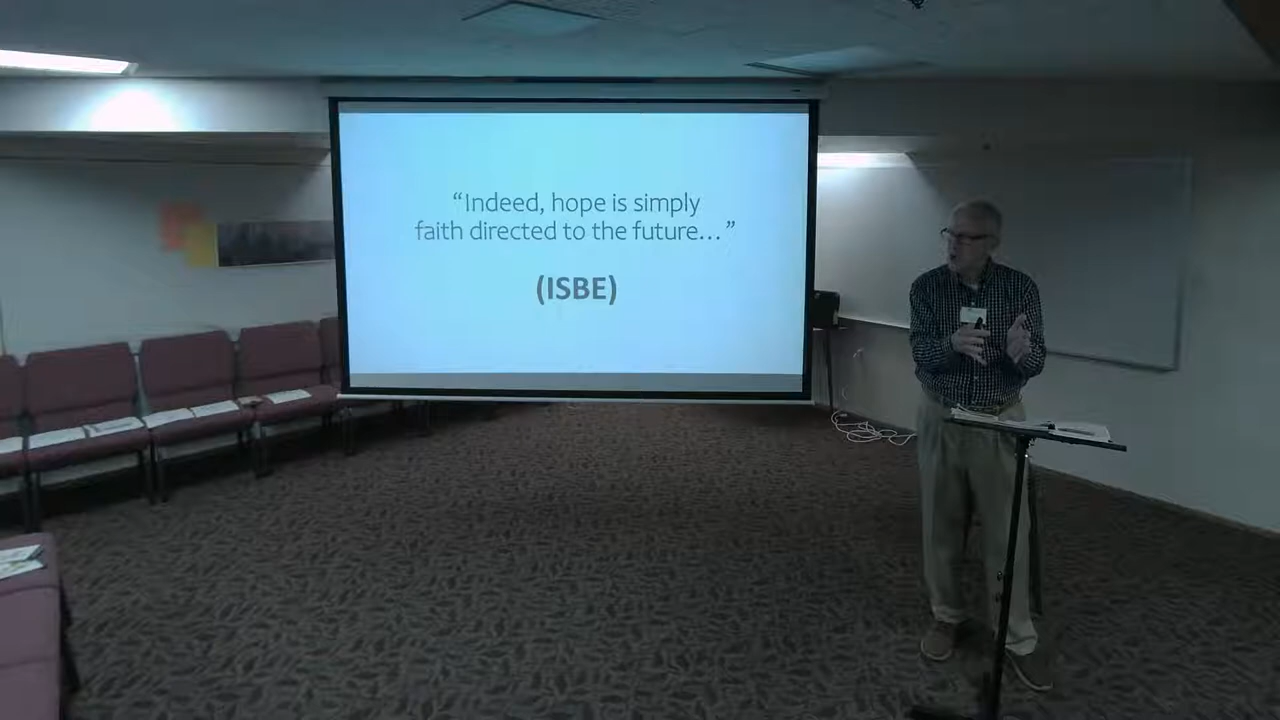 “Indeed, hope is simply
faith directed to the future…”
(ISBE)